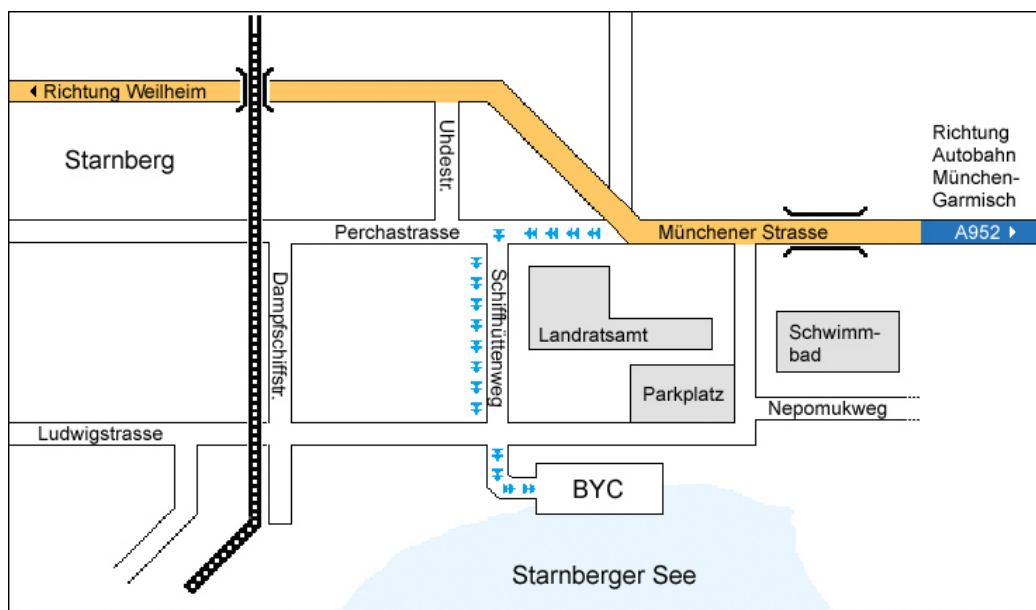 Richtung Weilheim
Starnberg
Uhdestr.
Richtung
Autobahn
München-
Garmisch
Perchastrasse
Münchener Strasse
A952
Dampfschiffstr.
Schiffhüttenweg
Landratsamt
Schwimm-
bad
Parkplatz
Nepomukweg
Ludwigstrasse
BYC
Starnberger See